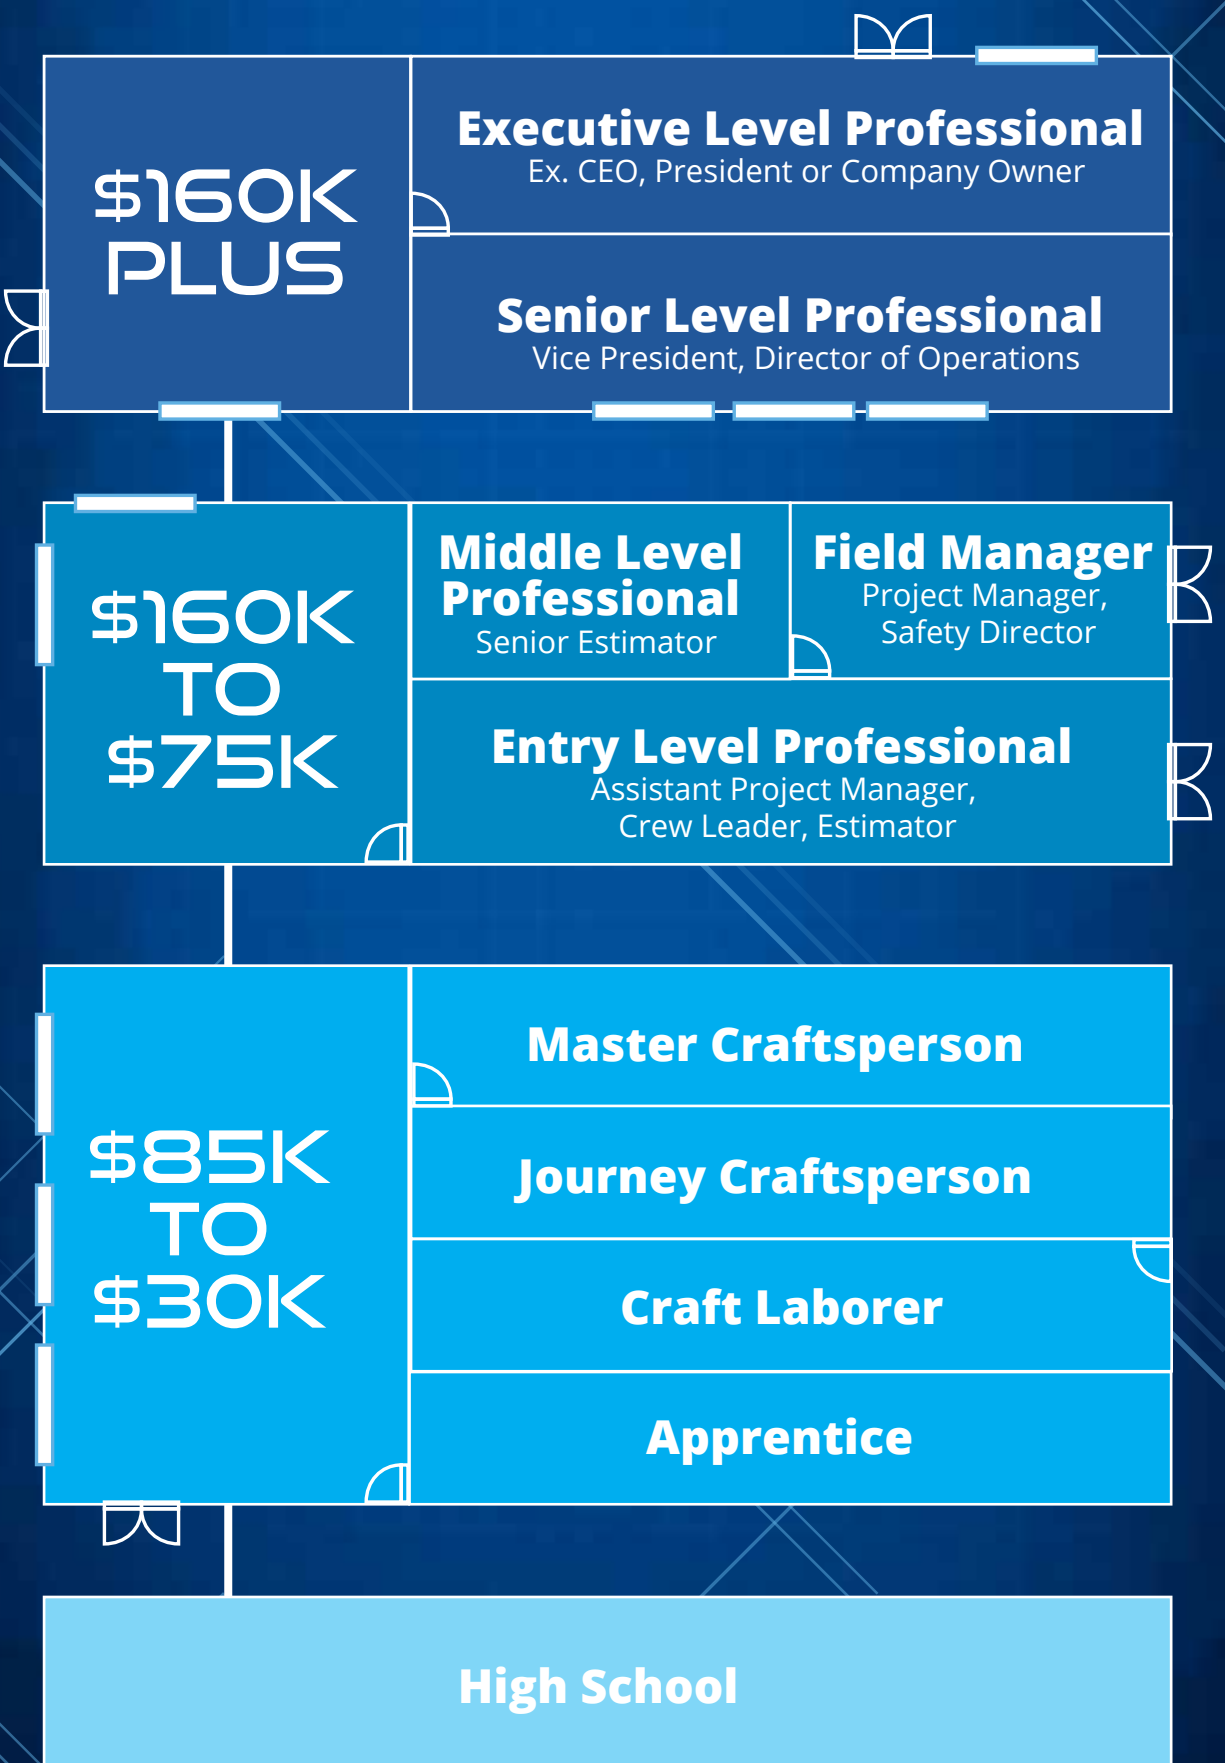 $160K
PLUS
Executive Level Professional
Ex. CEO, President or Company Owner
Senior Level Professional
Vice President, Director of Operations
$160K
TO
$75K
Middle Level
Professional
Senior Estimator
Field Manager
Project Manager,
Safety Director
Entry Level Professional
Assistant Project Manager,
Crew Leader, Estimator
$85K
TO
$30K
Master Craftsperson
Journey Craftsperson
Craft Laborer
Apprentice
High School